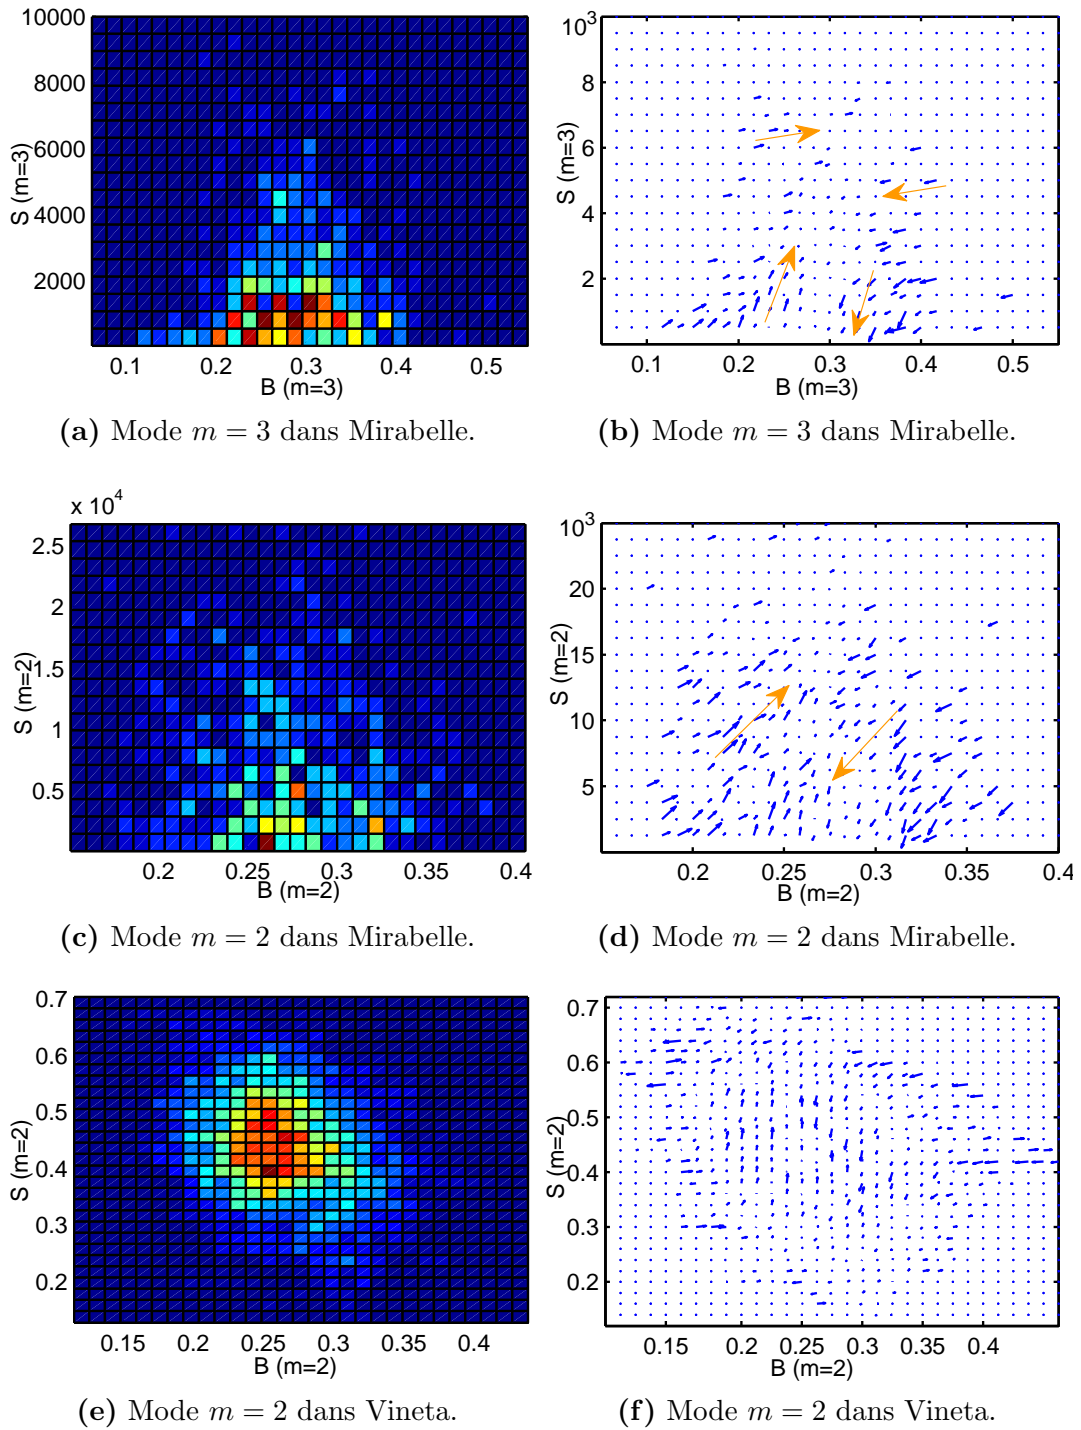 10000
8000
6000
4000
2000
S (m=3)
0.1 0.2 0.3 0.4 0.5
B (m=3)
(a) Mode m = 3 dans Mirabelle.
10³
8
6
4
2
S (m=3)
0.1 0.2 0.3 0.4 0.5
B (m=3)
(b) Mode m = 3 dans Mirabelle.
x 10⁴
2.5
2
1.5
1
0.5
S (m=2)
0.2 0.25 0.3 0.35 0.4
B (m=2)
(c) Mode m = 2 dans Mirabelle.
10³
20
15
10
5
S (m=2)
0.2 0.25 0.3 0.35 0.4
B (m=2)
(d) Mode m = 2 dans Mirabelle.
0.7
0.6
0.5
0.4
0.3
0.2
S (m=2)
0.15 0.2 0.25 0.3 0.35 0.4
B (m=2)
(e) Mode m = 2 dans Vineta.
0.7
0.6
0.5
0.4
0.3
0.2
S (m=2)
0.15 0.2 0.25 0.3 0.35 0.4
B (m=2)
(f) Mode m = 2 dans Vineta.